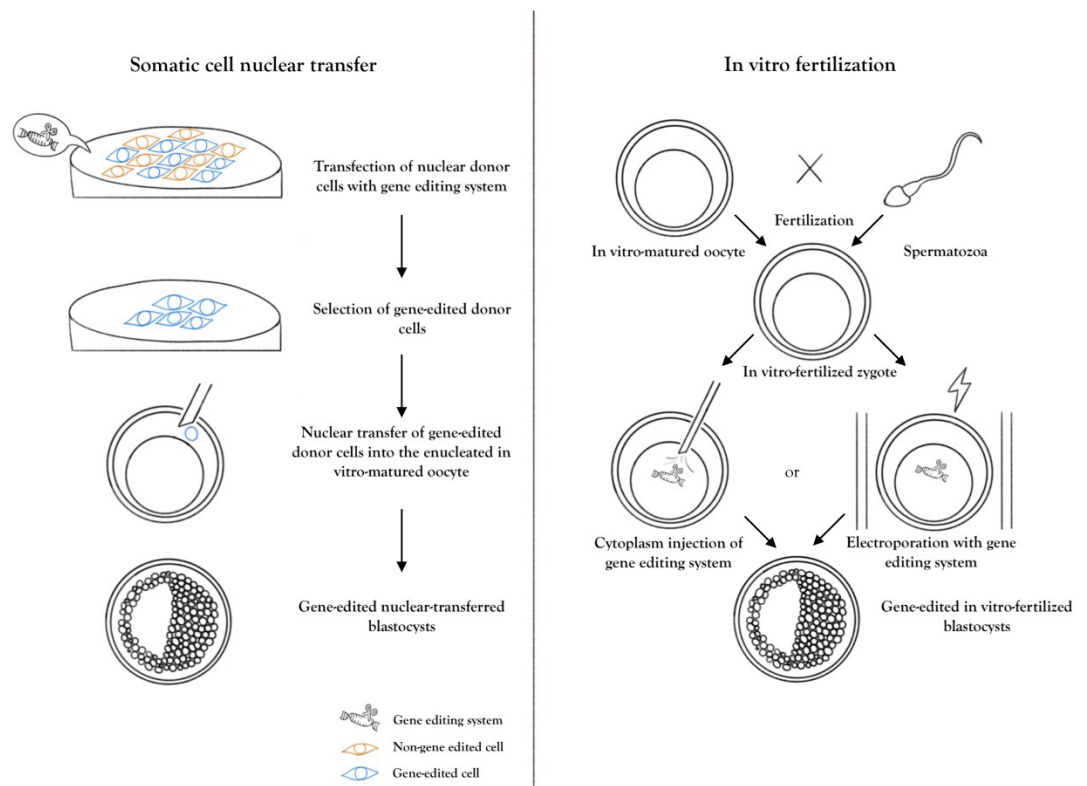 Somatic cell nuclear transfer
Transfection of nuclear donor
cells with gene editing system
Selection of gene-edited donor
cells
Nuclear transfer of gene-edited
donor cells into the enucleated in
vitro-matured oocyte
Gene-edited nuclear-transferred
blastocysts
Gene editing system
Non-gene edited cell
Gene-edited cell
In vitro fertilization
Fertilization
In vitro-matured oocyte
Spermatozoa
In vitro-fertilized zygote
or
Cytoplasm injection of
gene editing system
Electroporation with gene
editing system
Gene-edited in vitro-fertilized
blastocysts